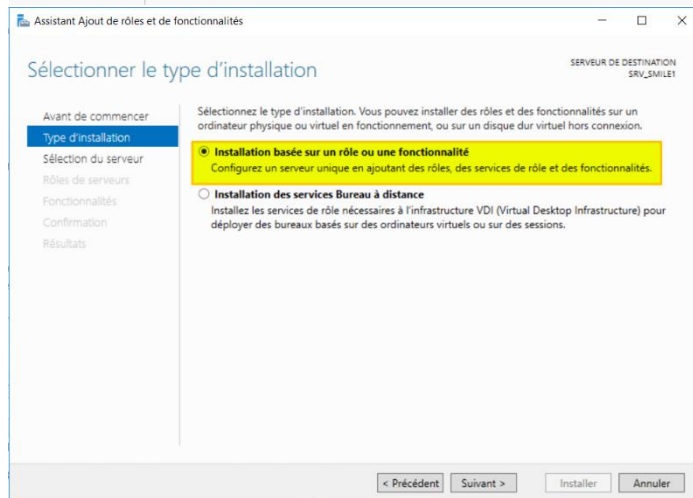 Assistant Ajout de rôles et de fonctionnalités
Sélectionner le type d'installation
SERVEUR DE DESTINATION
SRV_SMILE1
Avant de commencer
Type d'installation
Sélection du serveur
Rôles de serveurs
Fonctionnalités
Confirmation
Résultats
Sélectionnez le type d'installation. Vous pouvez installer des rôles et des fonctionnalités sur un
ordinateur physique ou virtuel en fonctionnement, ou sur un disque dur virtuel hors connexion.
Installation basée sur un rôle ou une fonctionnalité
Configurez un serveur unique en ajoutant des rôles, des services de rôle et des fonctionnalités.
Installation des services Bureau à distance
Installez les services de rôle nécessaires à l'infrastructure VDI (Virtual Desktop Infrastructure) pour
déployer des bureaux basés sur des ordinateurs virtuels ou sur des sessions.
< Précédent
Suivant >
Installer
Annuler